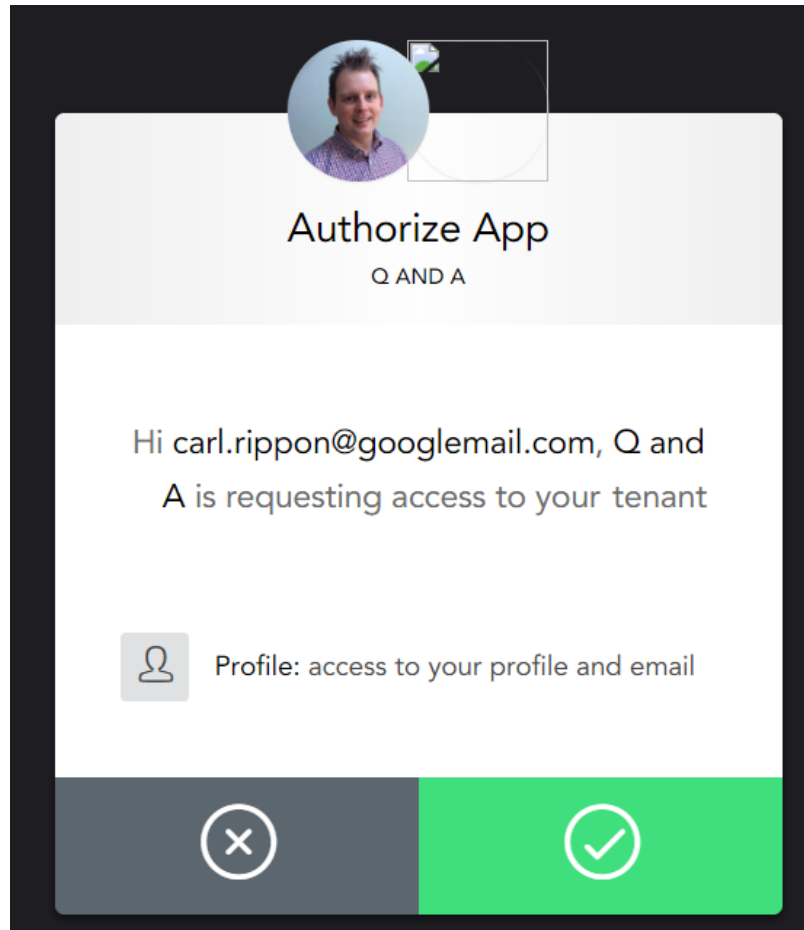 Authorize App
Q AND A
Hi carl.rippon@googlemail.com, Q and
A is requesting access to your tenant
Profile: access to your profile and email